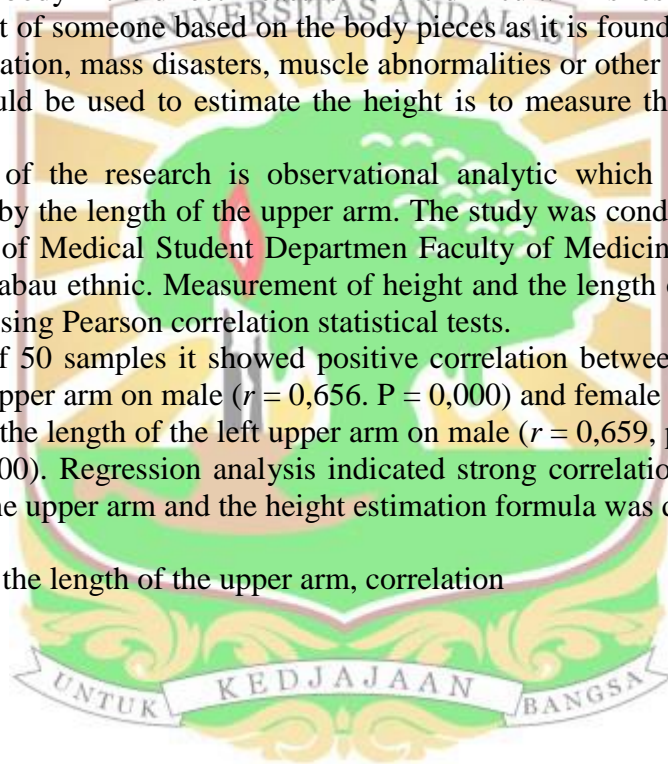 UNIVERSITAS ANDALAS
t of someone based on the body pieces as it is found
ation, mass disasters, muscle abnormalities or other
uld be used to estimate the height is to measure th
of the research is observational analytic which
by the length of the upper arm. The study was cond
of Medical Student Departmen Faculty of Medicin
abau ethnic. Measurement of height and the length
sing Pearson correlation statistical tests.
f 50 samples it showed positive correlation between
pper arm on male (r = 0,656. P = 0,000) and female
the length of the left upper arm on male (r = 0,659, p
00). Regression analysis indicated strong correlatio
ne upper arm and the height estimation formula was
the length of the upper arm, correlation
UNTUK KEDJAJAAN BANGSA